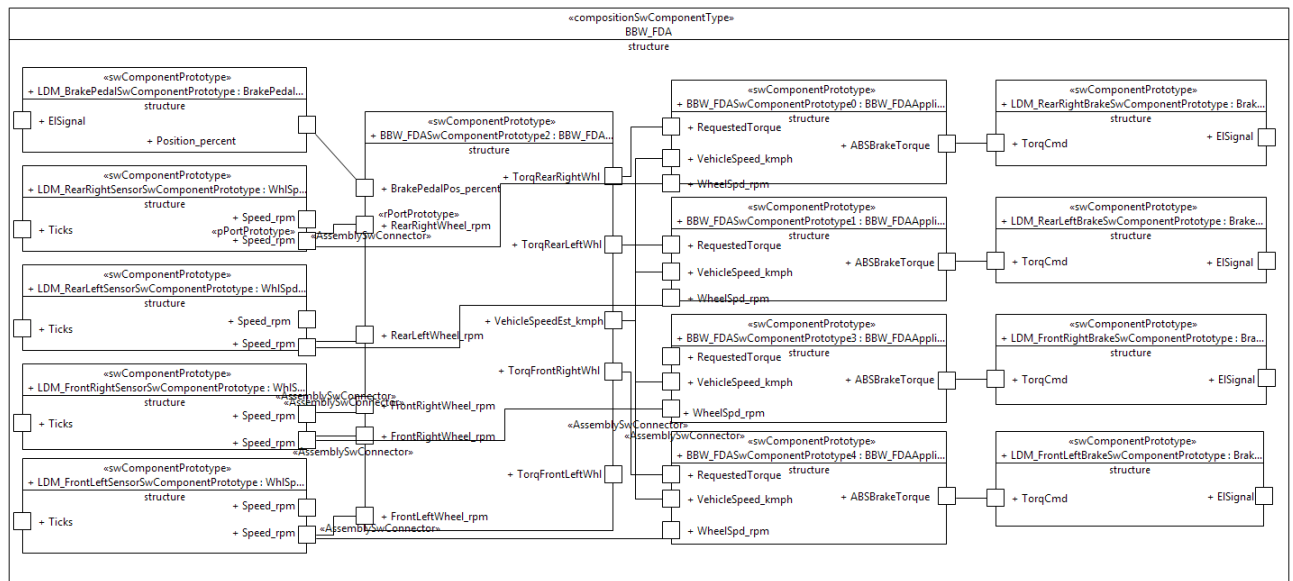 «compositionSwComponentType»
BBW_FDA
structure
«swComponentPrototype»
+ LDM_BrakePedalSwComponentPrototype : BrakePedal...
structure
+ ElSignal
+ Position_percent
«swComponentPrototype»
+ LDM_RearRightSensorSwComponentPrototype : WhlSp...
structure
+ Speed_rpm
+ Ticks
«pPortPrototype»
+ Speed_rpm
«AssemblySwConnector»
«swComponentPrototype»
+ LDM_RearLeftSensorSwComponentPrototype : WhlSpd...
structure
+ Speed_rpm
+ Ticks
+ Speed_rpm
«swComponentPrototype»
+ LDM_FrontRightSensorSwComponentPrototype : WhlS...
structure
«AssemblySwConnector»
«AssemblySwConnector»
+ Speed_rpm
+ Ticks
+ Speed_rpm
«AssemblySwConnector»
«swComponentPrototype»
+ LDM_FrontLeftSensorSwComponentPrototype : WhlSp...
structure
+ Speed_rpm
+ Ticks
+ Speed_rpm
«AssemblySwConnector»
«swComponentPrototype»
+ BBW_FDASwComponentPrototype2 : BBW_FDA...
structure
+ TorqRearRightWhl
+ BrakePedalPos_percent
«rPortPrototype»
+ RearRightWheel_rpm
+ TorqRearLeftWhl
+ VehicleSpeedEst_kmph
+ RearLeftWheel_rpm
+ TorqFrontRightWhl
+ FrontRightWheel_rpm
+ FrontRightWheel_rpm
+ TorqFrontLeftWhl
+ FrontLeftWheel_rpm
«swComponentPrototype»
+ BBW_FDASwComponentPrototype0 : BBW_FDAAppli...
structure
+ RequestedTorque
+ ABSBrakeTorque
+ VehicleSpeed_kmph
+ WheelSpd_rpm
«swComponentPrototype»
+ BBW_FDASwComponentPrototype1 : BBW_FDAAppli...
structure
+ RequestedTorque
+ ABSBrakeTorque
+ VehicleSpeed_kmph
+ WheelSpd_rpm
«swComponentPrototype»
+ BBW_FDASwComponentPrototype3 : BBW_FDAAppli...
structure
+ RequestedTorque
+ ABSBrakeTorque
+ VehicleSpeed_kmph
+ WheelSpd_rpm
«AssemblySwConnector»
«AssemblySwConnector»
«swComponentPrototype»
+ BBW_FDASwComponentPrototype4 : BBW_FDAAppli...
structure
+ RequestedTorque
+ ABSBrakeTorque
+ VehicleSpeed_kmph
+ WheelSpd_rpm
«swComponentPrototype»
+ LDM_RearRightBrakeSwComponentPrototype : Brak...
structure
+ ElSignal
+ TorqCmd
«swComponentPrototype»
+ LDM_RearLeftBrakeSwComponentPrototype : Brake...
structure
+ TorqCmd
+ ElSignal
«swComponentPrototype»
+ LDM_FrontRightBrakeSwComponentPrototype : Bra...
structure
+ TorqCmd
+ ElSignal
«swComponentPrototype»
+ LDM_FrontLeftBrakeSwComponentPrototype : Brak...
structure
+ TorqCmd
+ ElSignal